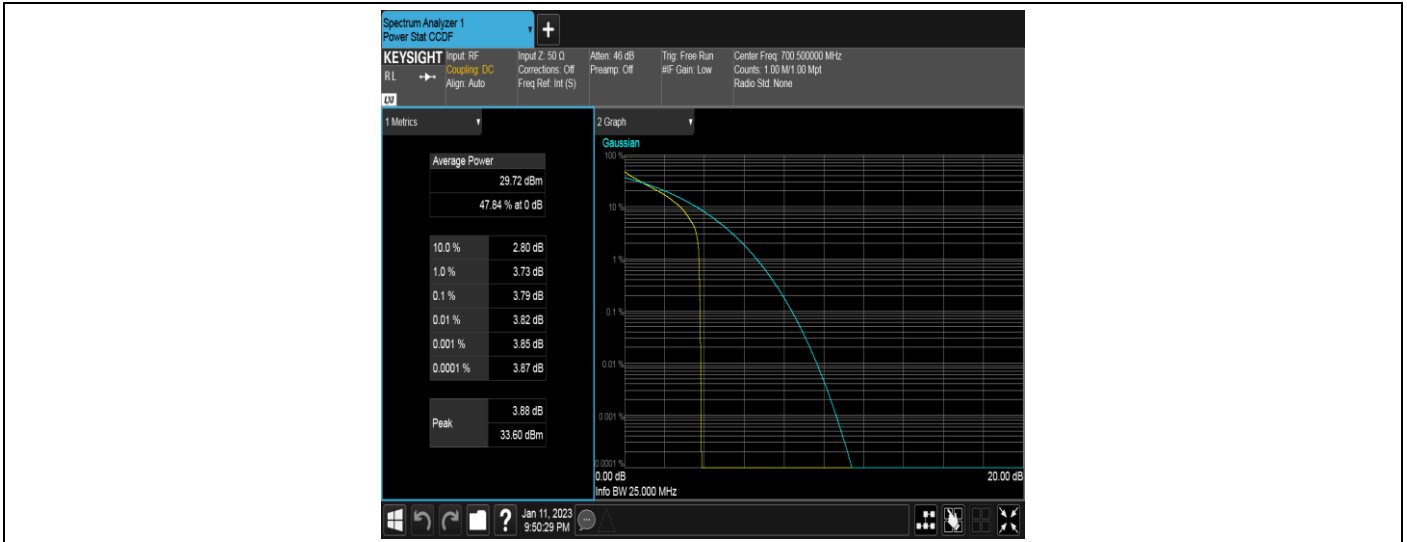 Spectrum Analyzer 1
Power Stat CCDF
+
KEYSIGHT
RL
LXI
Input: RF
Coupling: DC
Align: Auto
Input Z: 50 Ω
Corrections: Off
Freq Ref: Int (S)
Atten: 46 dB
Preamp: Off
Trig: Free Run
#IF Gain: Low
Center Freq: 700.500000 MHz
Counts: 1.00 M/1.00 Mpt
Radio Std: None
1 Metrics
Average Power
29.72 dBm
47.84 % at 0 dB
10.0 % 2.80 dB
1.0 % 3.73 dB
0.1 % 3.79 dB
0.01 % 3.82 dB
0.001 % 3.85 dB
0.0001 % 3.87 dB
Peak
3.88 dB
33.60 dBm
2 Graph
Gaussian
100 %
10 %
1 %
0.1 %
0.01 %
0.001 %
0.0001 %
0.00 dB 20.00 dB
Info BW 25.000 MHz
?
Jan 11, 2023
9:50:29 PM